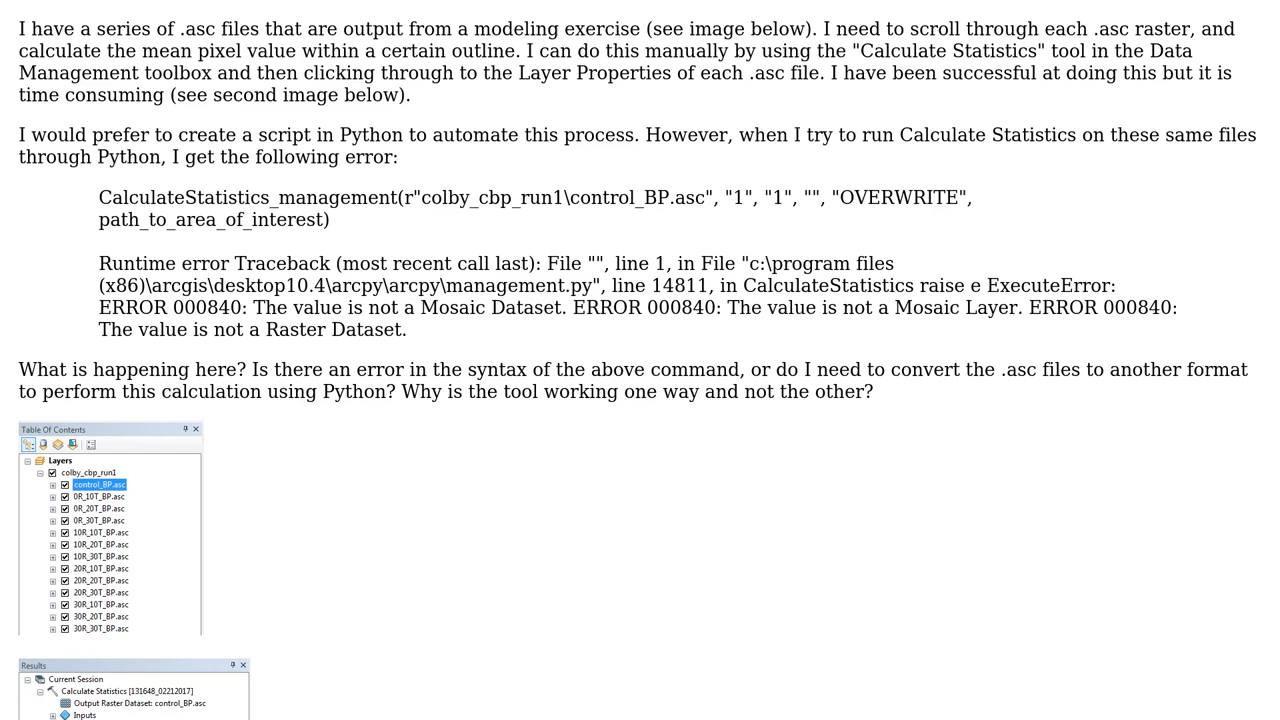 I have a series of .asc files that are output from a modeling exercise (see image below). I need to scroll through each .asc raster, and
calculate the mean pixel value within a certain outline. I can do this manually by using the "Calculate Statistics" tool in the Data
Management toolbox and then clicking through to the Layer Properties of each .asc file. I have been successful at doing this but it is
time consuming (see second image below).
I would prefer to create a script in Python to automate this process. However, when I try to run Calculate Statistics on these same files
through Python, I get the following error:
CalculateStatistics_management(r"colby_cbp_run1\control_BP.asc", "1", "1", "", "OVERWRITE",
path_to_area_of_interest)
Runtime error Traceback (most recent call last): File "", line 1, in File "c:\program files
(x86)\arcgis\desktop10.4\arcpy\arcpy\management.py", line 14811, in CalculateStatistics raise e ExecuteError:
ERROR 000840: The value is not a Mosaic Dataset. ERROR 000840: The value is not a Mosaic Layer. ERROR 000840:
The value is not a Raster Dataset.
What is happening here? Is there an error in the syntax of the above command, or do I need to convert the .asc files to another format
to perform this calculation using Python? Why is the tool working one way and not the other?
Table Of Contents
Layers
colby_cbp_run1
control_BP.asc
0R_10T_BP.asc
0R_20T_BP.asc
0R_30T_BP.asc
10R_10T_BP.asc
10R_20T_BP.asc
10R_30T_BP.asc
20R_10T_BP.asc
20R_20T_BP.asc
20R_30T_BP.asc
30R_10T_BP.asc
30R_20T_BP.asc
30R_30T_BP.asc
Results
Current Session
Calculate Statistics [131648_02212017]
Output Raster Dataset: control_BP.asc
Inputs